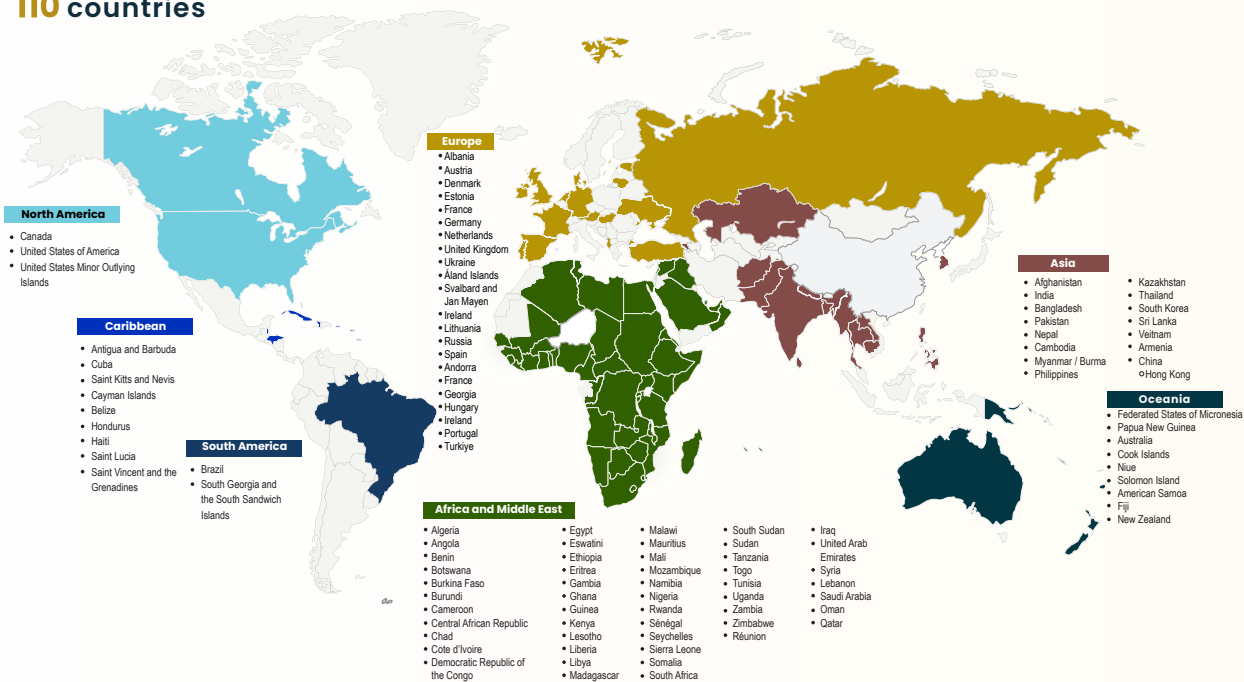 110 countries
North America
• Canada
• United States of America
• United States Minor Outlying
Islands
Caribbean
• Antigua and Barbuda
• Cuba
• Saint Kitts and Nevis
• Cayman Islands
• Belize
• Hondurus
• Haiti
• Saint Lucia
• Saint Vincent and the
Grenadines
South America
• Brazil
• South Georgia and
the South Sandwich
Islands
Europe
• Albania
• Austria
• Denmark
• Estonia
• France
• Germany
• Netherlands
• United Kingdom
• Ukraine
• Åland Islands
• Svalbard and
Jan Mayen
• Ireland
• Lithuania
• Russia
• Spain
• Andorra
• France
• Georgia
• Hungary
• Ireland
• Portugal
• Turkiye
Africa and Middle East
• Algeria
• Angola
• Benin
• Botswana
• Burkina Faso
• Burundi
• Cameroon
• Central African Republic
• Chad
• Cote d'Ivoire
• Democratic Republic of
the Congo
• Egypt
• Eswatini
• Ethiopia
• Eritrea
• Gambia
• Ghana
• Guinea
• Kenya
• Lesotho
• Liberia
• Libya
• Madagascar
• Malawi
• Mauritius
• Mali
• Mozambique
• Namibia
• Nigeria
• Rwanda
• Sénégal
• Seychelles
• Sierra Leone
• Somalia
• South Africa
• South Sudan
• Sudan
• Tanzania
• Togo
• Tunisia
• Uganda
• Zambia
• Zimbabwe
• Réunion
• Iraq
• United Arab
Emirates
• Syria
• Lebanon
• Saudi Arabia
• Oman
• Qatar
Asia
• Afghanistan
• India
• Bangladesh
• Pakistan
• Nepal
• Cambodia
• Myanmar / Burma
• Philippines
• Kazakhstan
• Thailand
• South Korea
• Sri Lanka
• Veitnam
• Armenia
• China
oHong Kong
Oceania
• Federated States of Micronesia
• Papua New Guinea
• Australia
• Cook Islands
• Niue
• Solomon Island
• American Samoa
• Fiji
• New Zealand